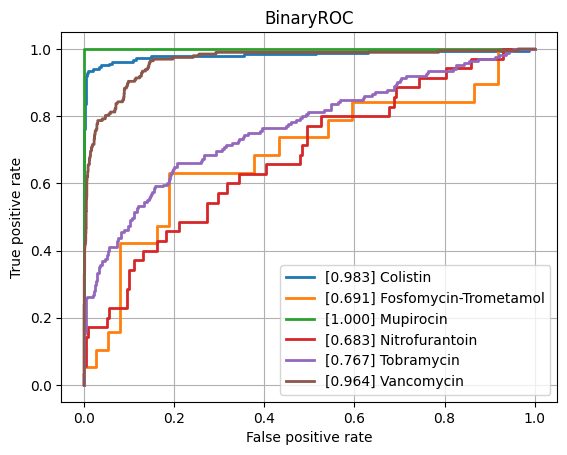 BinaryROC
1.0
0.8
0.6
0.4
0.2
0.0
True positive rate
[0.983] Colistin
[0.691] Fosfomycin-Trometamol
[1.000] Mupirocin
[0.683] Nitrofurantoin
[0.767] Tobramycin
[0.964] Vancomycin
0.0 0.2 0.4 0.6 0.8 1.0
False positive rate